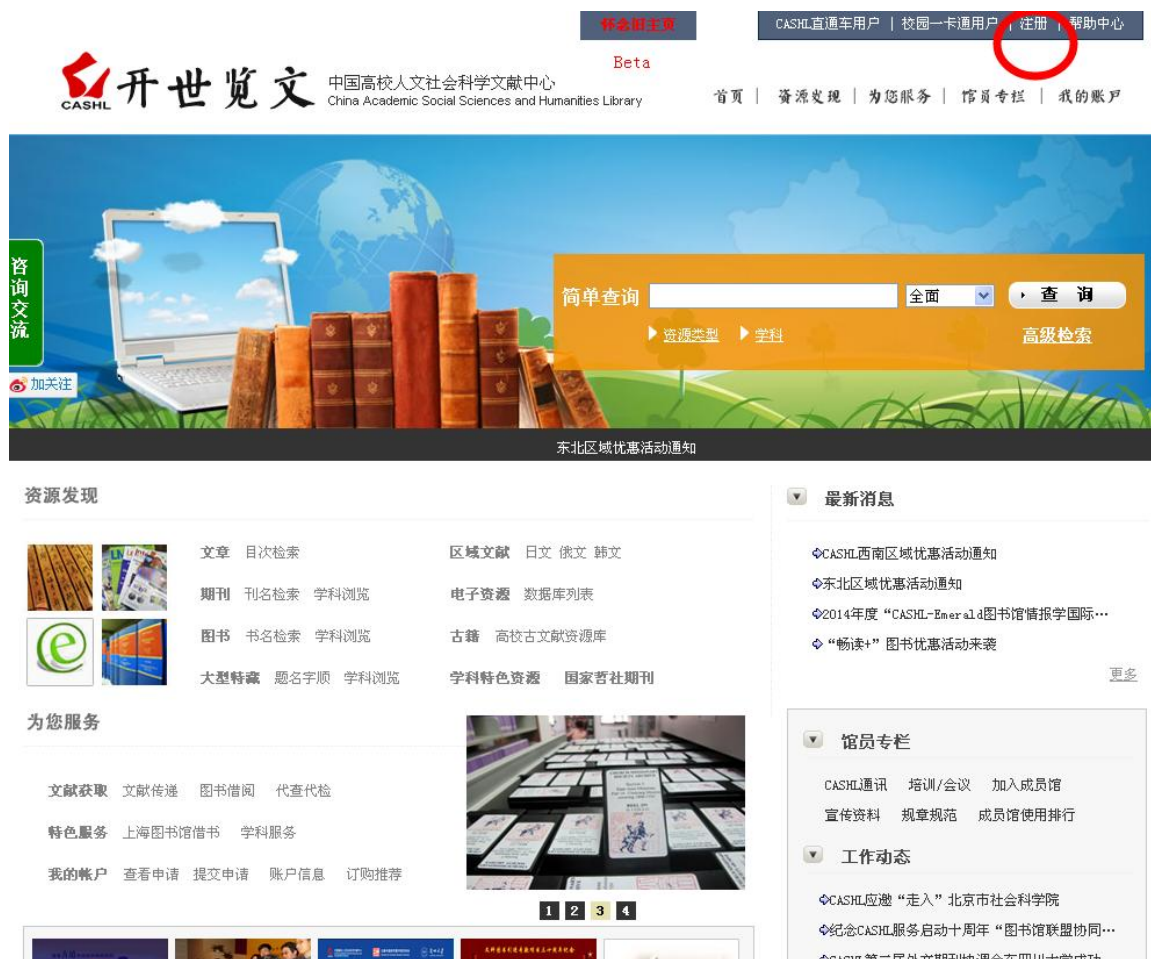 怀念旧主页
CASHL直通车用户 | 校园一卡通用户 | 注册 | 帮助中心
Beta
CASHL
开世览文
中国高校人文社会科学文献中心
China Academic Social Sciences and Humanities Library
首页 | 资源发现 | 为您服务 | 馆员专栏 | 我的账户
咨询交流
加关注
简单查询 全面 查 询
资源类型 学科 高级检索
东北区域优惠活动通知
资源发现
文章 目次检索 区域文献 日文 俄文 韩文
期刊 刊名检索 学科浏览 电子资源 数据库列表
图书 书名检索 学科浏览 古籍 高校古文献资源库
大型特藏 题名字顺 学科浏览 学科特色资源 国家哲社期刊
最新消息
CASHL西南区域优惠活动通知
东北区域优惠活动通知
2014年度“CASHL-Emerald图书馆情报学国际…
“畅读+”图书优惠活动来袭
更多
为您服务
文献获取 文献传递 图书借阅 代查代检
特色服务 上海图书馆借书 学科服务
我的帐户 查看申请 提交申请 账户信息 订购推荐
1 2 3 4
馆员专栏
CASHL通讯 培训/会议 加入成员馆
宣传资料 规章规范 成员馆使用排行
工作动态
CASHL应邀“走入”北京市社会科学院
纪念CASHL服务启动十周年“图书馆联盟协同…